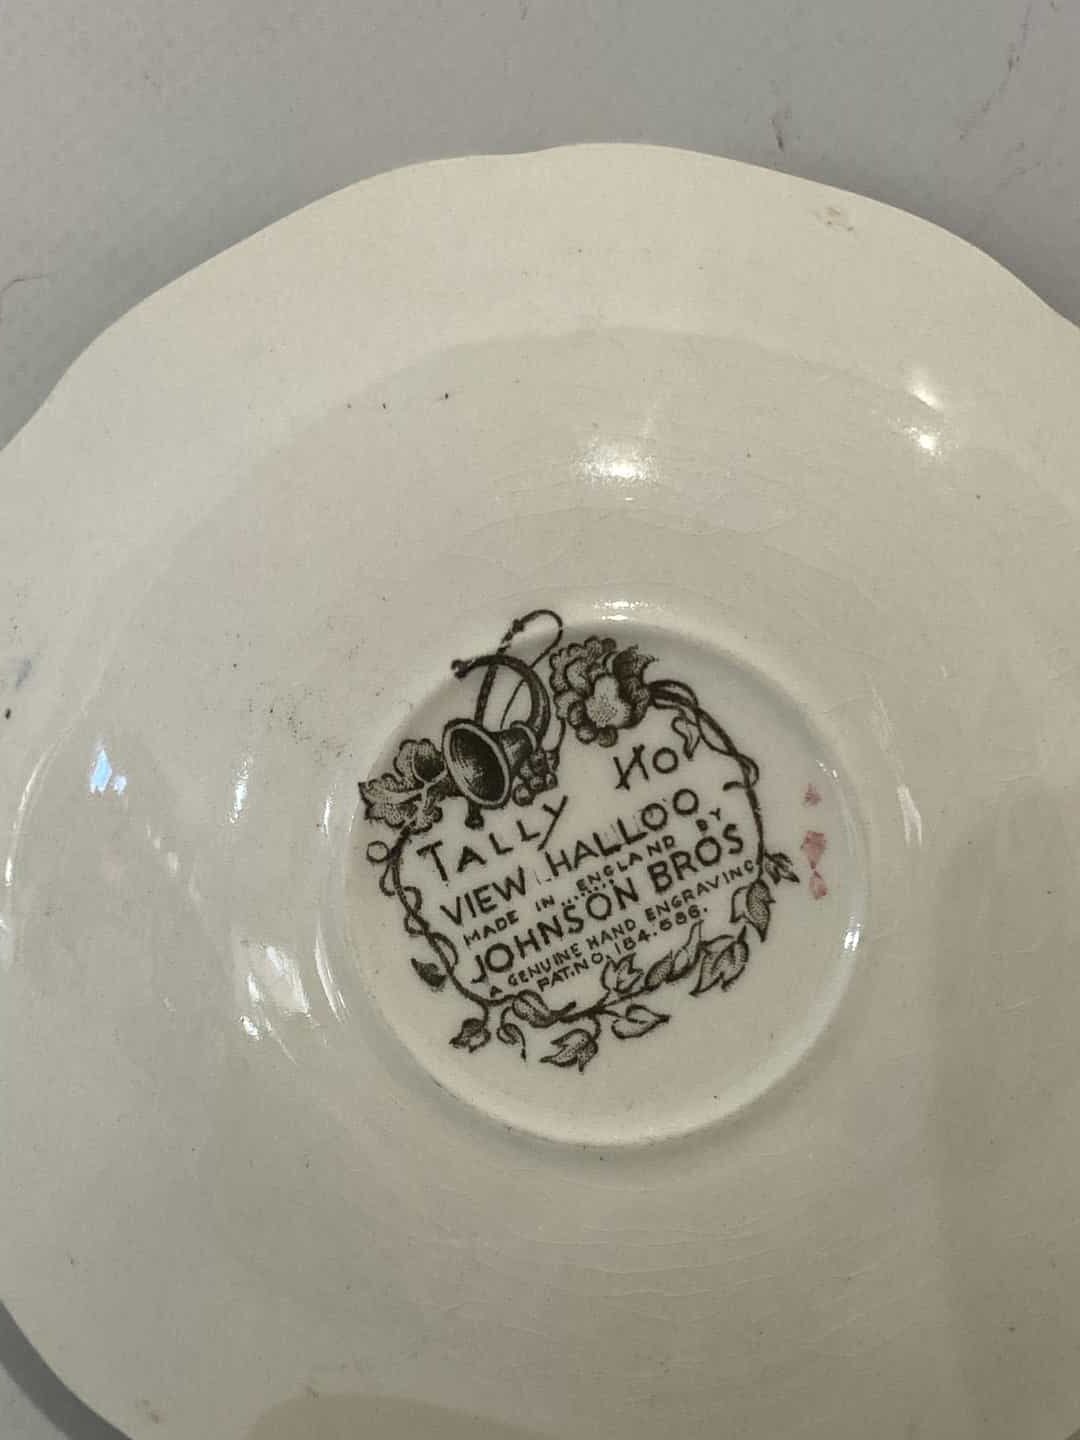 TALLY HO
VIEW HALLOO
MADE IN ENGLAND BY
JOHNSON BROS
A GENUINE HAND ENGRAVING
PAT. NO. 184.686.